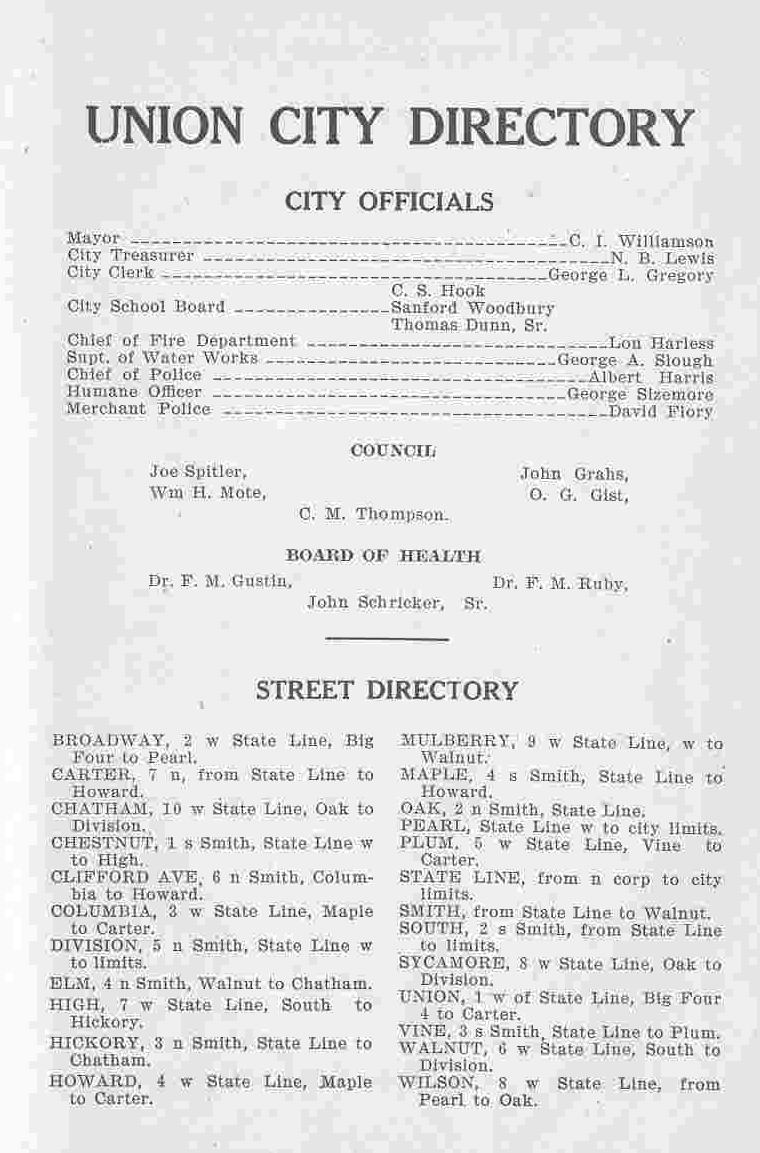 UNION CITY DIRECTORY
CITY OFFICIALS
Mayor C. I. Williamson
City Treasurer N. B. Lewis
City Clerk George L. Gregory
C. S. Hook
City School Board Sanford Woodbury
Thomas Dunn, Sr.
Chief of Fire Department Lon Harless
Supt. of Water Works George A. Slough
Chief of Police Albert Harris
Humane Officer George Sizemore
Merchant Police David Flory
COUNCIL
Joe Spitler, John Grahs,
Wm H. Mote, O. G. Gist,
C. M. Thompson.
BOARD OF HEALTH
Dr. F. M. Gustin, Dr. F. M. Ruby,
John Schricker, Sr.
STREET DIRECTORY
BROADWAY, 2 w State Line, Big
Four to Pearl.
CARTER, 7 n, from State Line to
Howard.
CHATHAM, 10 w State Line, Oak to
Division.
CHESTNUT, 1 s Smith, State Line w
to High.
CLIFFORD AVE, 6 n Smith, Colum-
bia to Howard.
COLUMBIA, 3 w State Line, Maple
to Carter.
DIVISION, 5 n Smith, State Line w
to limits.
ELM, 4 n Smith, Walnut to Chatham.
HIGH, 7 w State Line, South to
Hickory.
HICKORY, 3 n Smith, State Line to
Chatham.
HOWARD, 4 w State Line, Maple
to Carter.
MULBERRY, 9 w State Line, w to
Walnut.
MAPLE, 4 s Smith, State Line to
Howard.
OAK, 2 n Smith, State Line.
PEARL, State Line w to city limits.
PLUM, 5 w State Line, Vine to
Carter.
STATE LINE, from n corp to city
limits.
SMITH, from State Line to Walnut.
SOUTH, 2 s Smith, from State Line
to limits.
SYCAMORE, 8 w State Line, Oak to
Division.
UNION, 1 w of State Line, Big Four
4 to Carter.
VINE, 3 s Smith, State Line to Plum.
WALNUT, 6 w State Line, South to
Division.
WILSON, 8 w State Line, from
Pearl to Oak.